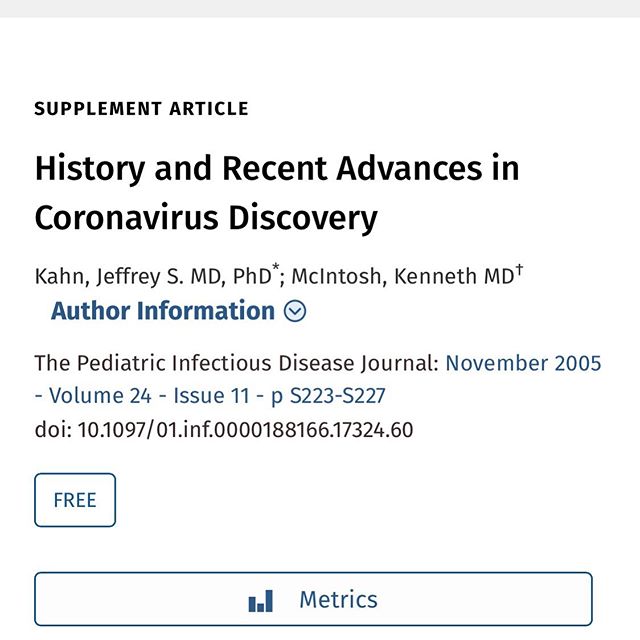 SUPPLEMENT ARTICLE
History and Recent Advances in
Coronavirus Discovery
Kahn, Jeffrey S. MD, PhD*; McIntosh, Kenneth MD†
Author Information
The Pediatric Infectious Disease Journal: November 2005
- Volume 24 - Issue 11 - p S223-S227
doi: 10.1097/01.inf.0000188166.17324.60
FREE
Metrics